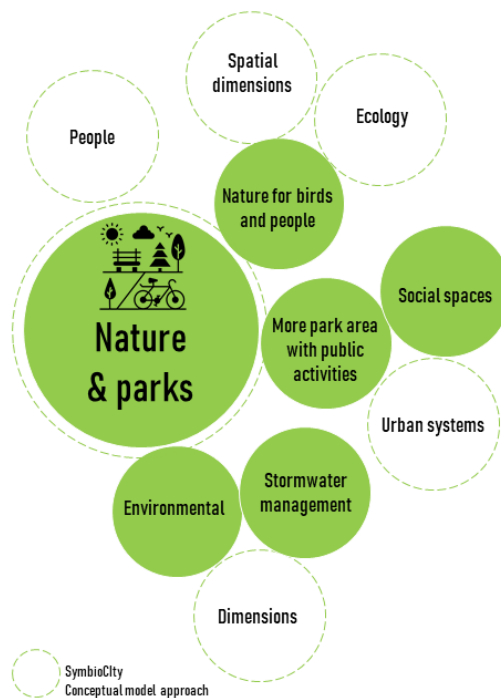 Spatial
dimensions
Ecology
People
Nature for birds
and people
Social spaces
More park area
with public
activities
Nature
& parks
Urban systems
Stormwater
management
Environmental
Dimensions
SymbioCIty
Conceptual model approach